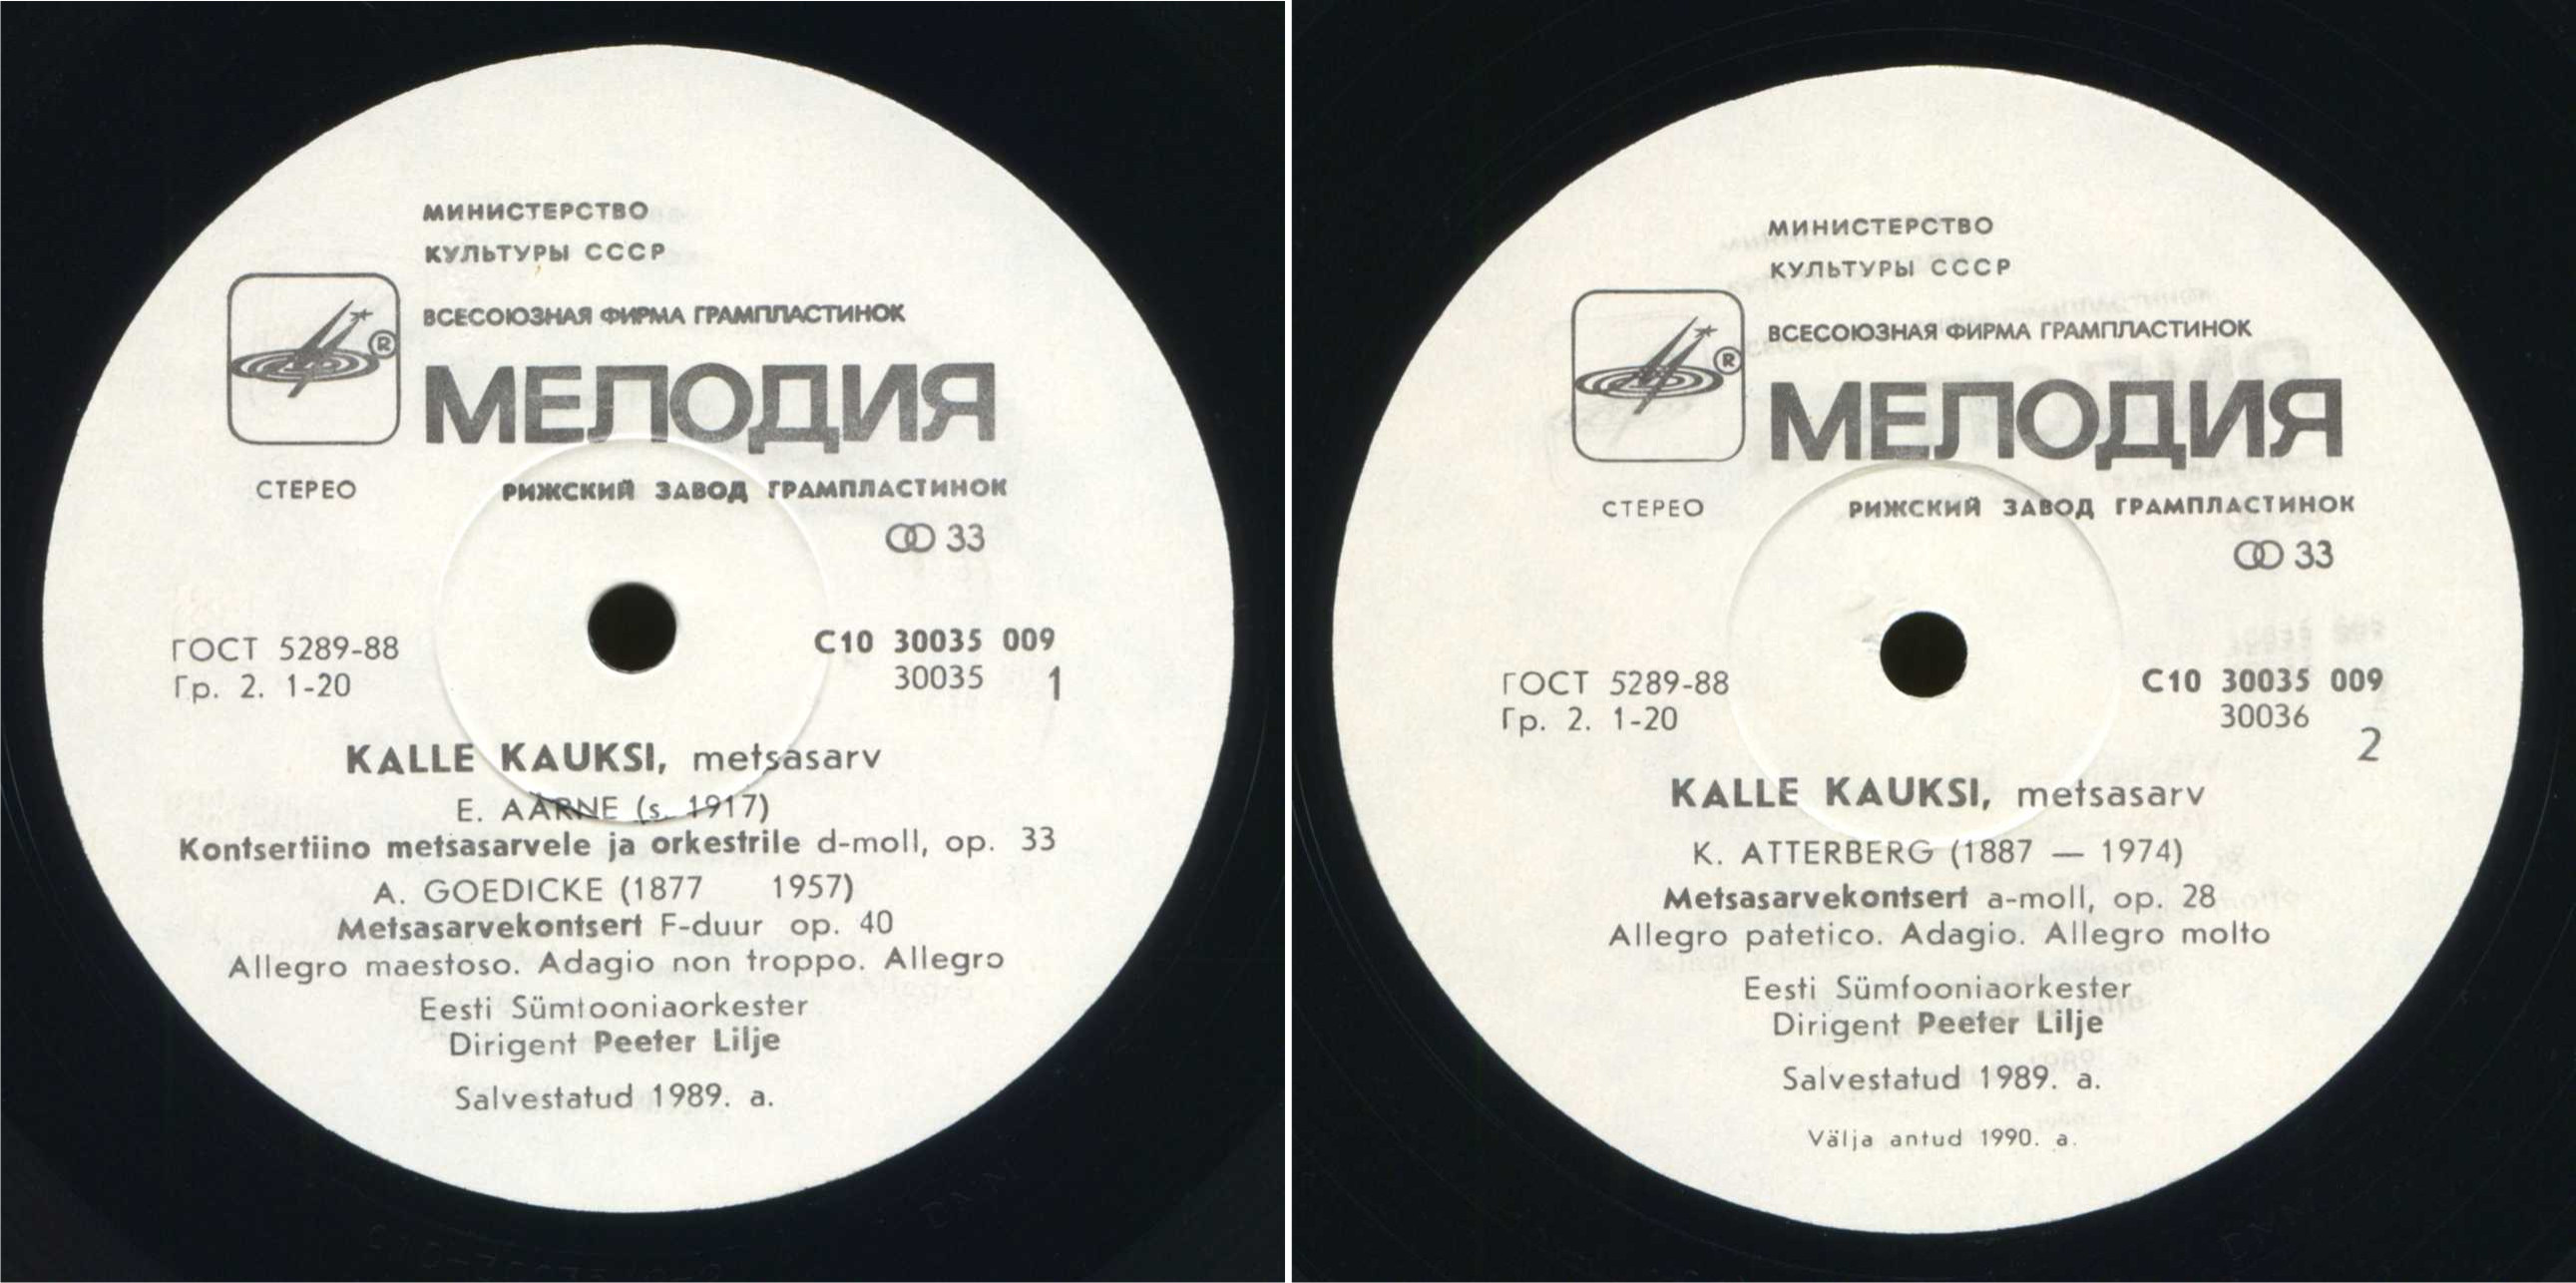 МИНИСТЕРСТВО
КУЛЬТУРЫ СССР
ВСЕСОЮЗНАЯ ФИРМА ГРАМПЛАСТИНОК
®
МЕЛОДИЯ
СТЕРЕО
РИЖСКИЙ ЗАВОД ГРАМПЛАСТИНОК
33
ГОСТ 5289-88
Гр. 2. 1-20
С10 30035 009
30035
1
KALLE KAUKSI, metsasarv
E. AÄRNE (s. 1917)
Kontsertiino metsasarvele ja orkestrile d-moll, op. 33
A. GOEDICKE (1877 1957)
Metsasarvekontsert F-duur op. 40
Allegro maestoso. Adagio non troppo. Allegro
Eesti Sümtooniaorkester
Dirigent Peeter Lilje
Salvestatud 1989. a.
МИНИСТЕРСТВО
КУЛЬТУРЫ СССР
ВСЕСОЮЗНАЯ ФИРМА ГРАМПЛАСТИНОК
®
МЕЛОДИЯ
СТЕРЕО
РИЖСКИЙ ЗАВОД ГРАМПЛАСТИНОК
33
ГОСТ 5289-88
Гр. 2. 1-20
С10 30035 009
30036
2
KALLE KAUKSI, metsasarv
K. ATTERBERG (1887 — 1974)
Metsasarvekontsert a-moll, op. 28
Allegro patetico. Adagio. Allegro molto
Eesti Sümfooniaorkester
Dirigent Peeter Lilje
Salvestatud 1989. a.
Välja antud 1990. a.